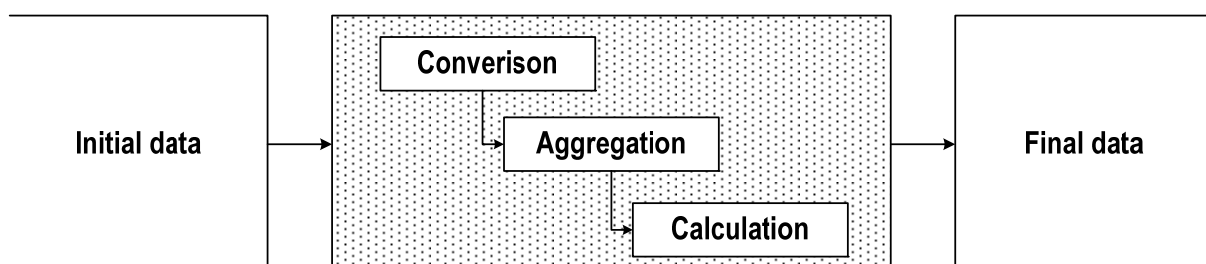 Initial data
Converison
Aggregation
Calculation
Final data